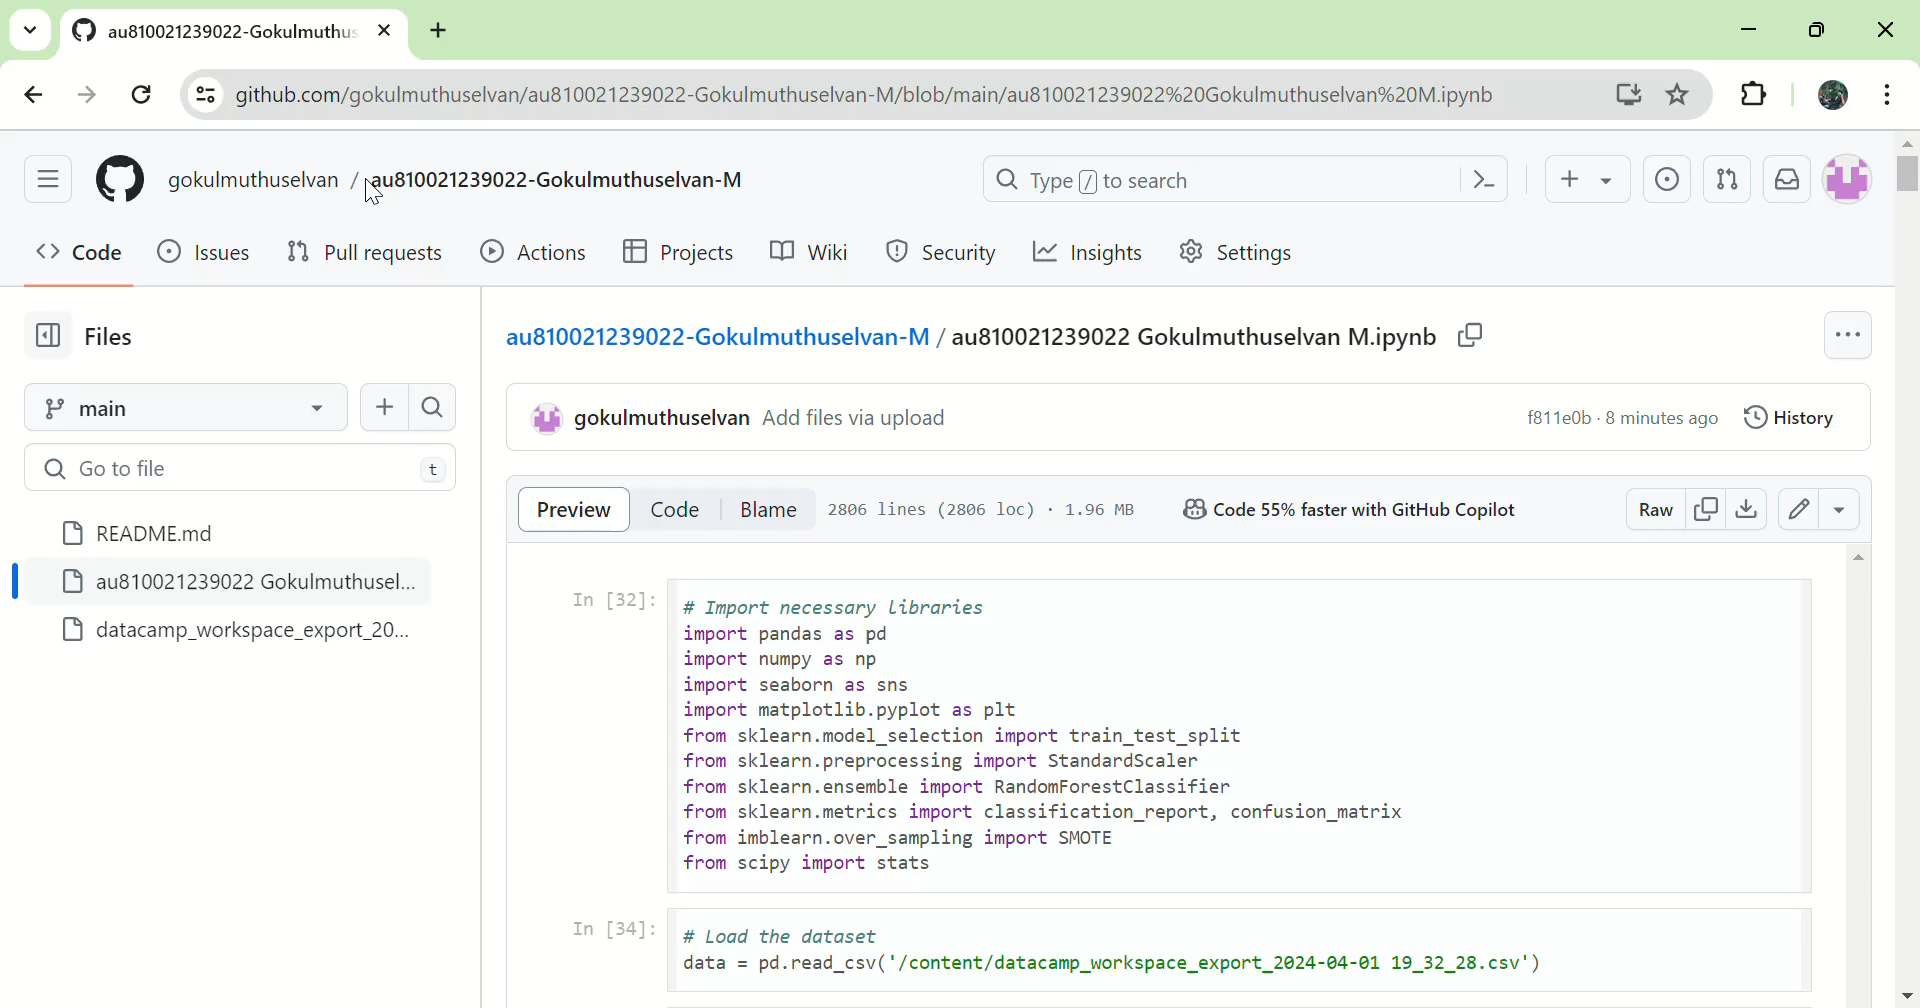 au810021239022-Gokulmuthus
github.com/gokulmuthuselvan/au810021239022-Gokulmuthuselvan-M/blob/main/au810021239022%20Gokulmuthuselvan%20M.ipynb
gokulmuthuselvan / au810021239022-Gokulmuthuselvan-M
Type / to search
Code Issues Pull requests Actions Projects Wiki Security Insights Settings
Files
au810021239022-Gokulmuthuselvan-M / au810021239022 Gokulmuthuselvan M.ipynb
main
gokulmuthuselvan Add files via upload
f811e0b · 8 minutes ago History
Go to file t
Preview Code Blame 2806 lines (2806 loc) · 1.96 MB Code 55% faster with GitHub Copilot Raw
README.md
au810021239022 Gokulmuthusel...
datacamp_workspace_export_20...
In [32]:
# Import necessary libraries
import pandas as pd
import numpy as np
import seaborn as sns
import matplotlib.pyplot as plt
from sklearn.model_selection import train_test_split
from sklearn.preprocessing import StandardScaler
from sklearn.ensemble import RandomForestClassifier
from sklearn.metrics import classification_report, confusion_matrix
from imblearn.over_sampling import SMOTE
from scipy import stats
In [34]:
# Load the dataset
data = pd.read_csv('/content/datacamp_workspace_export_2024-04-01 19_32_28.csv')